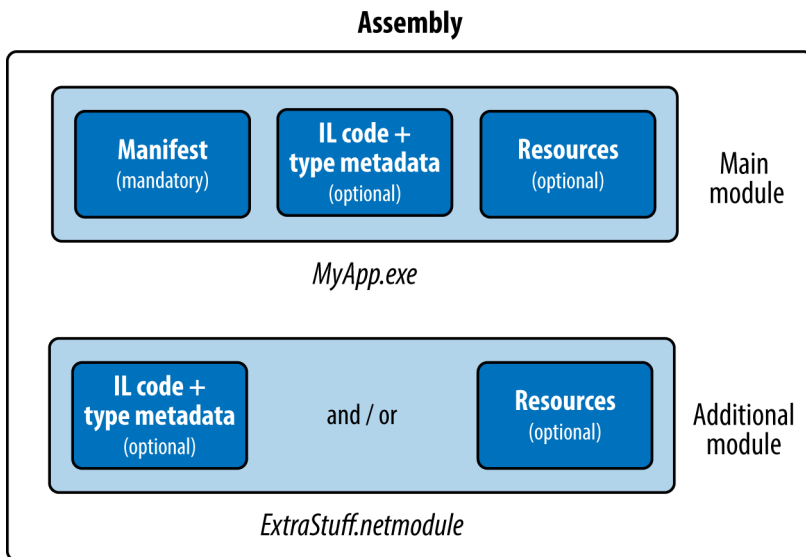 Assembly
Manifest
(mandatory)
IL code +
type metadata
(optional)
Resources
(optional)
Main
module
MyApp.exe
IL code +
type metadata
(optional)
and / or
Resources
(optional)
Additional
module
ExtraStuff.netmodule